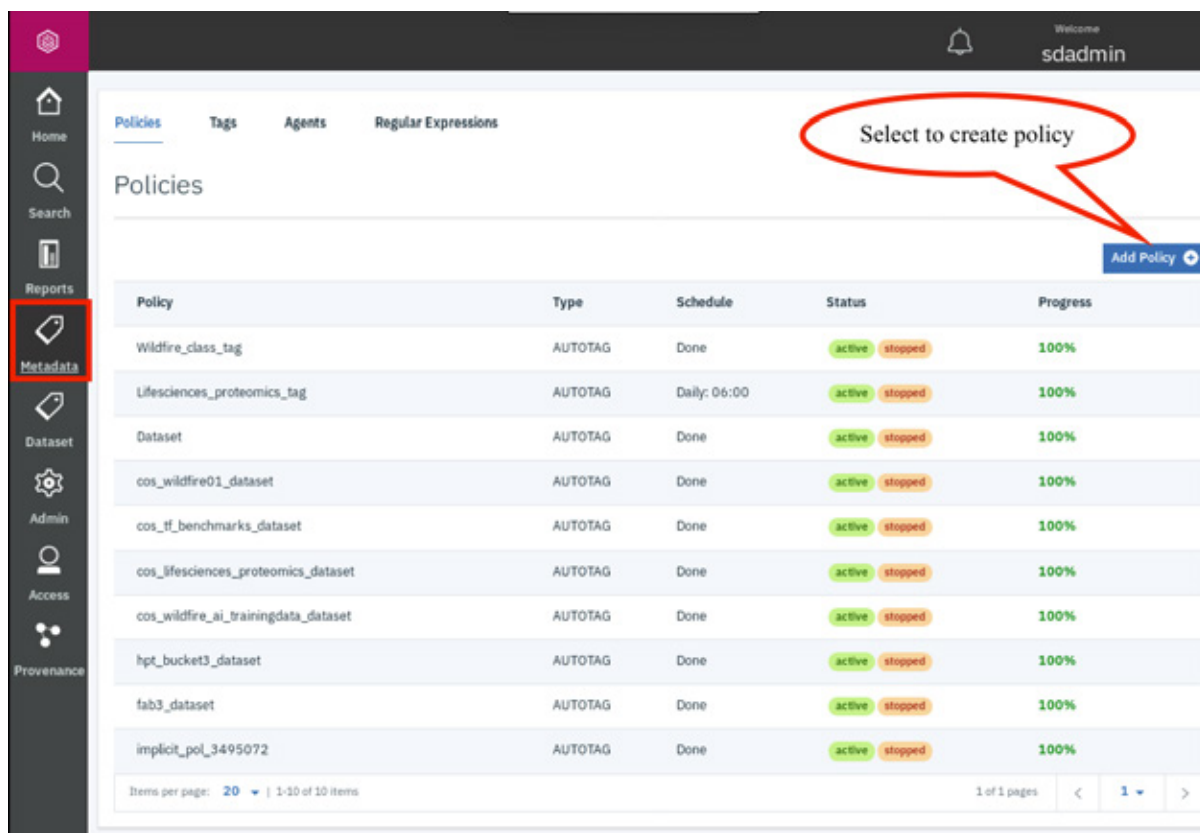 Welcome
sdadmin
Home
Search
Reports
Metadata
Dataset
Admin
Access
Provenance
Policies Tags Agents Regular Expressions
Select to create policy
Policies
Add Policy
Policy Type Schedule Status Progress
Wildfire_class_tag AUTOTAG Done active stopped 100%
Lifesciences_proteomics_tag AUTOTAG Daily: 06:00 active stopped 100%
Dataset AUTOTAG Done active stopped 100%
cos_wildfire01_dataset AUTOTAG Done active stopped 100%
cos_tf_benchmarks_dataset AUTOTAG Done active stopped 100%
cos_lifesciences_proteomics_dataset AUTOTAG Done active stopped 100%
cos_wildfire_ai_trainingdata_dataset AUTOTAG Done active stopped 100%
hpt_bucket3_dataset AUTOTAG Done active stopped 100%
fab3_dataset AUTOTAG Done active stopped 100%
implicit_pol_3495072 AUTOTAG Done active stopped 100%
Items per page: 20 | 1-10 of 10 items 1 of 1 pages < 1 >